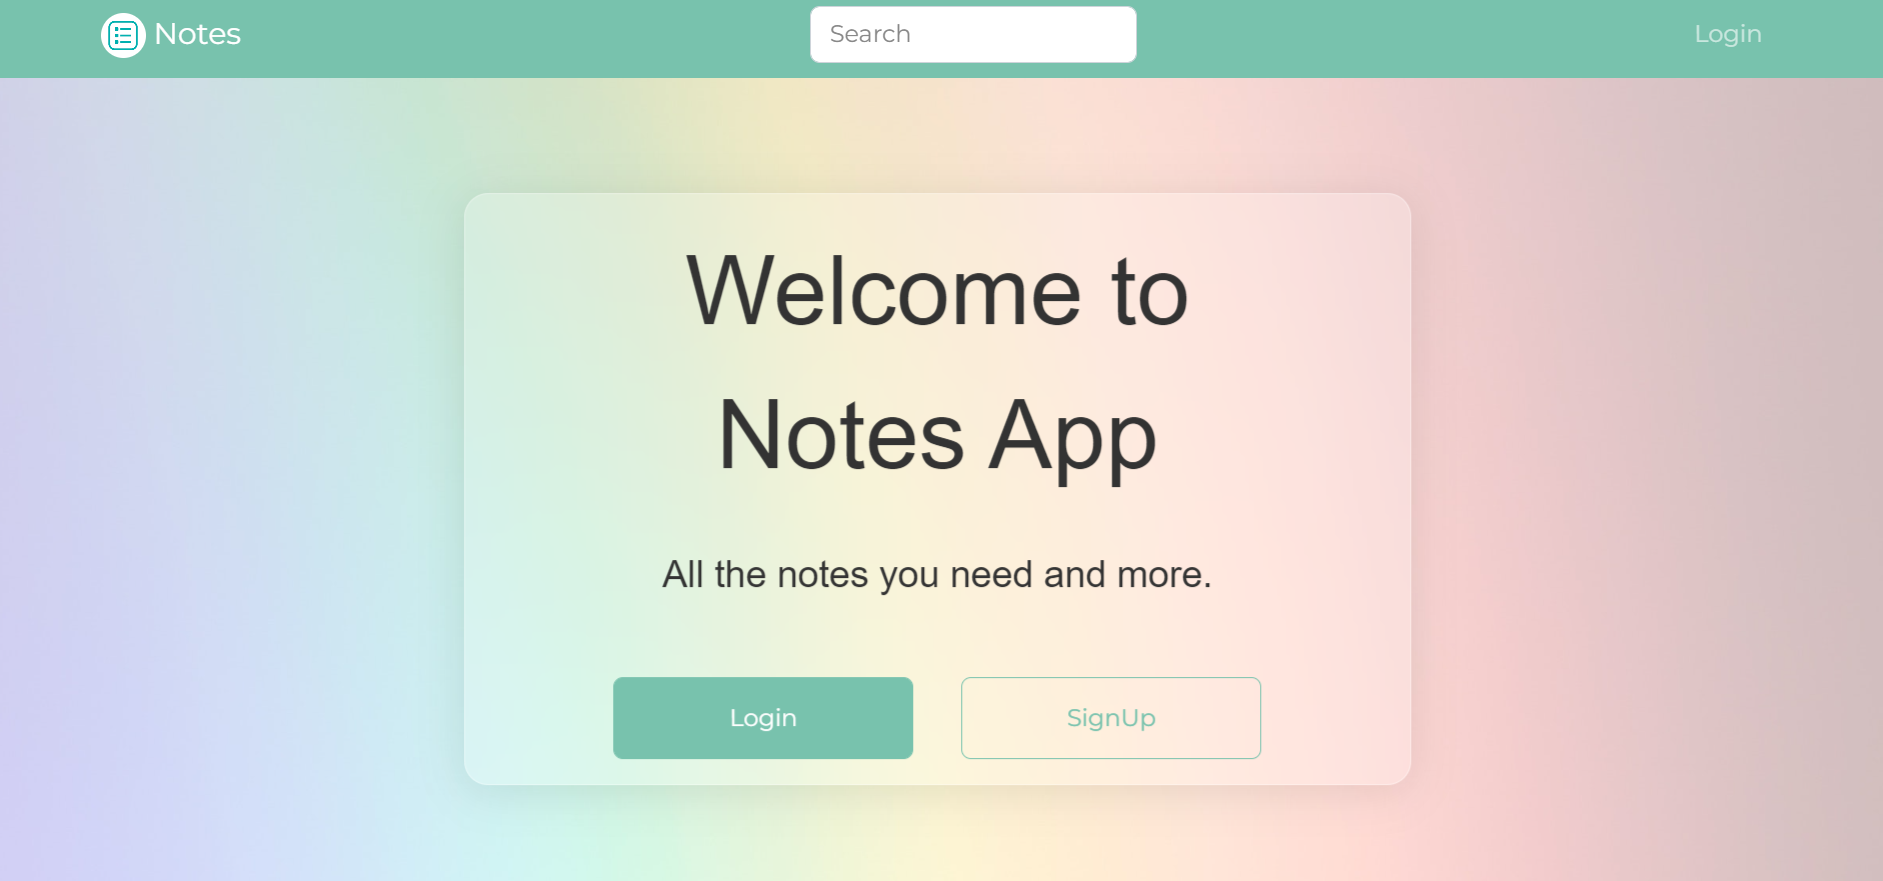 Notes
Search
Login
Welcome to
Notes App
All the notes you need and more.
Login
SignUp